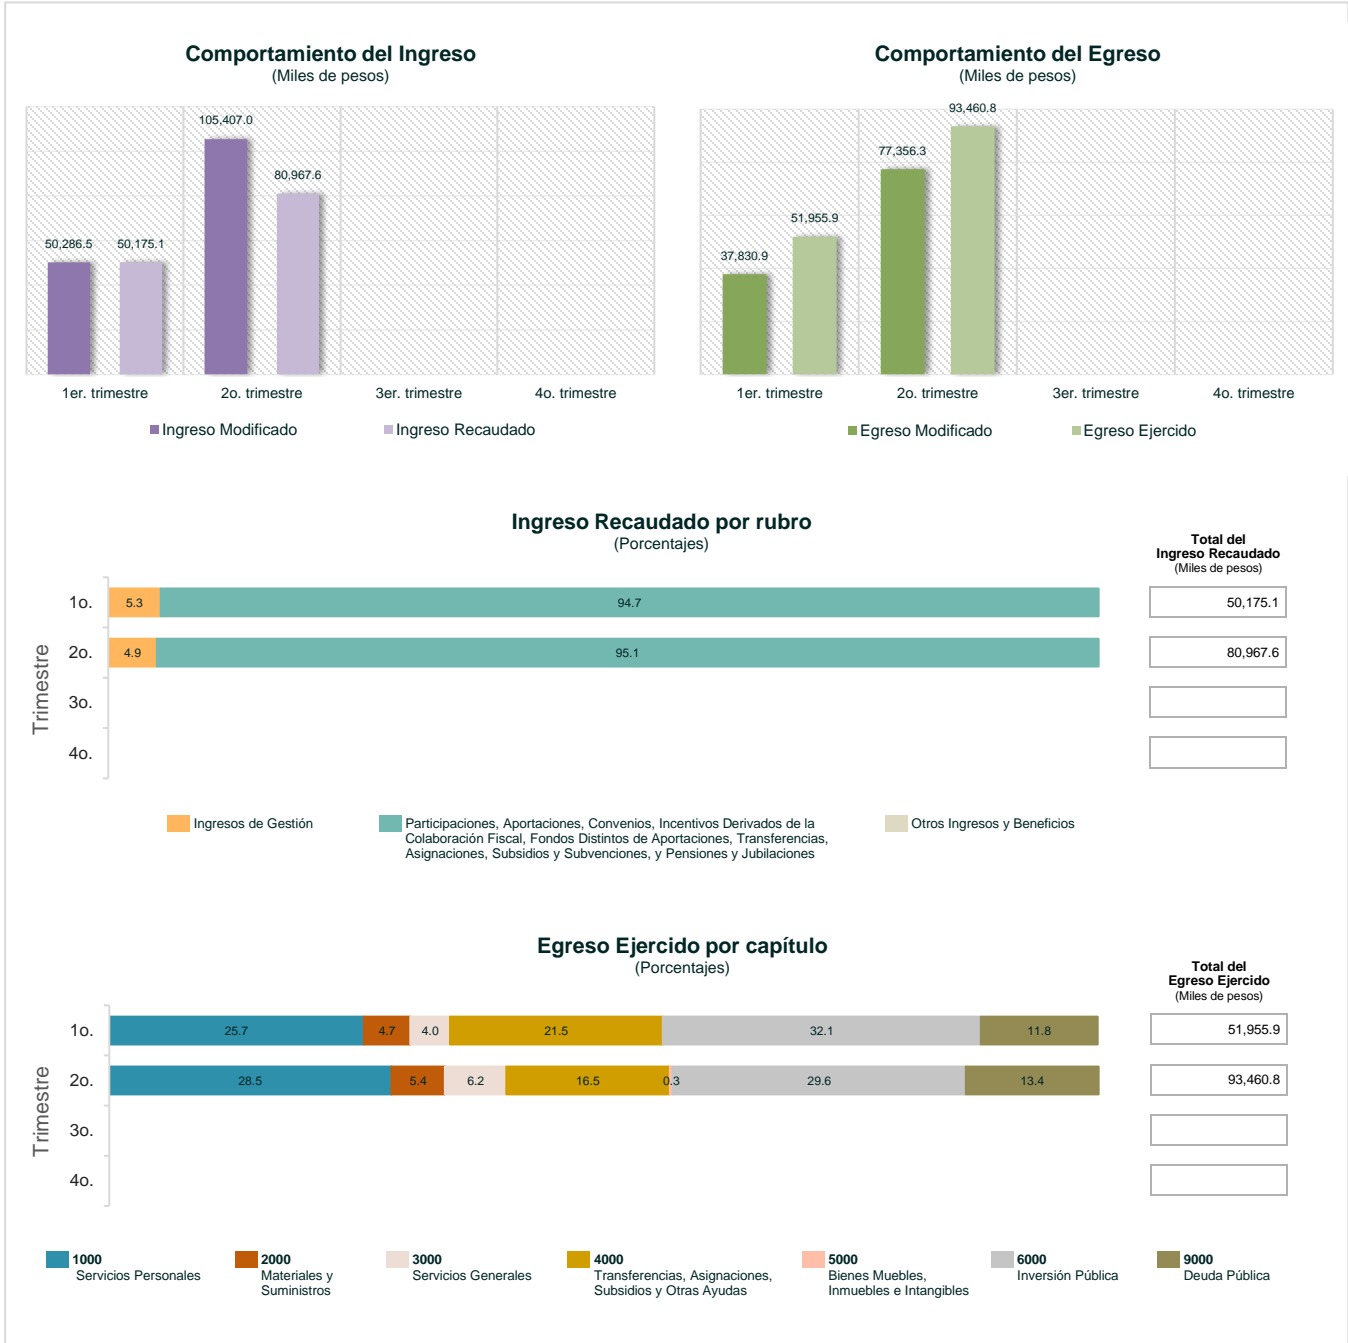 Comportamiento del Ingreso
(Miles de pesos)
105,407.0
80,967.6
50,286.5
50,175.1
1er. trimestre
2o. trimestre
3er. trimestre
4o. trimestre
Ingreso Modificado
Ingreso Recaudado
Comportamiento del Egreso
(Miles de pesos)
93,460.8
77,356.3
51,955.9
37,830.9
1er. trimestre
2o. trimestre
3er. trimestre
4o. trimestre
Egreso Modificado
Egreso Ejercido
Ingreso Recaudado por rubro
(Porcentajes)
Total del
Ingreso Recaudado
(Miles de pesos)
Trimestre
1o.
5.3
94.7
50,175.1
2o.
4.9
95.1
80,967.6
3o.
4o.
Ingresos de Gestión
Participaciones, Aportaciones, Convenios, Incentivos Derivados de la
Colaboración Fiscal, Fondos Distintos de Aportaciones, Transferencias,
Asignaciones, Subsidios y Subvenciones, y Pensiones y Jubilaciones
Otros Ingresos y Beneficios
Egreso Ejercido por capítulo
(Porcentajes)
Total del
Egreso Ejercido
(Miles de pesos)
Trimestre
1o.
25.7
4.7
4.0
21.5
32.1
11.8
51,955.9
2o.
28.5
5.4
6.2
16.5
0.3
29.6
13.4
93,460.8
3o.
4o.
1000
Servicios Personales
2000
Materiales y
Suministros
3000
Servicios Generales
4000
Transferencias, Asignaciones,
Subsidios y Otras Ayudas
5000
Bienes Muebles,
Inmuebles e Intangibles
6000
Inversión Pública
9000
Deuda Pública